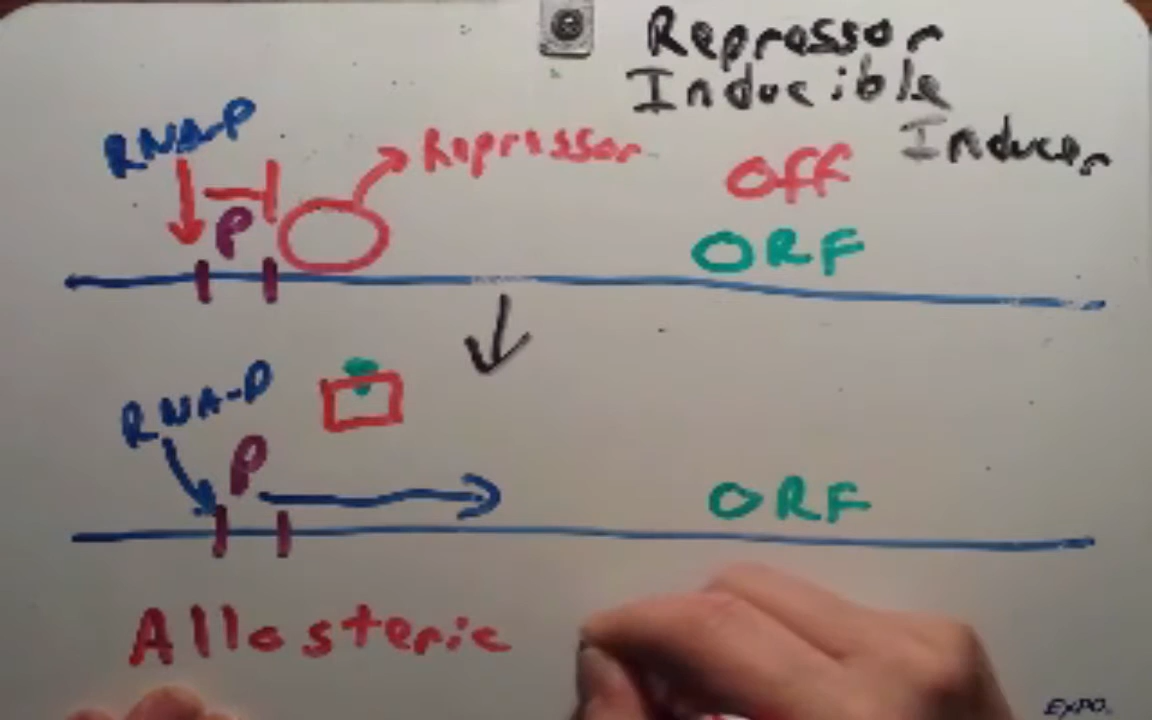 Repressor
Inducible
Inducer
RNA-P
Repressor
Off
P
ORF
RNA-P
P
ORF
Allosteric
EXPO